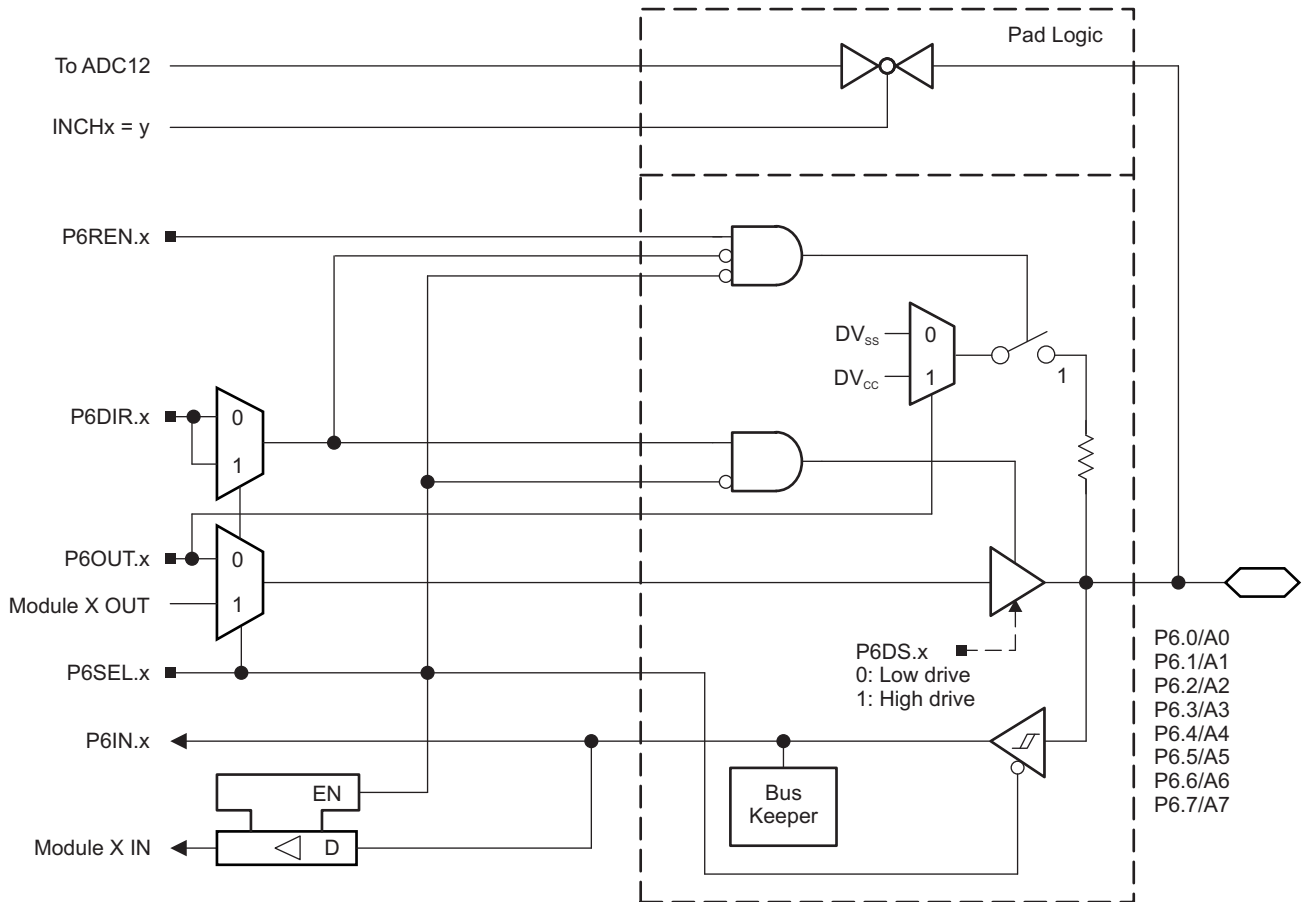 Pad Logic
To ADC12
INCHx = y
P6REN.x
DVSS
0
DVCC
1
1
P6DIR.x
0
1
P6OUT.x
0
Module X OUT
1
P6SEL.x
P6DS.x
0: Low drive
1: High drive
P6.0/A0
P6.1/A1
P6.2/A2
P6.3/A3
P6.4/A4
P6.5/A5
P6.6/A6
P6.7/A7
P6IN.x
EN
Bus
Keeper
Module X IN
D